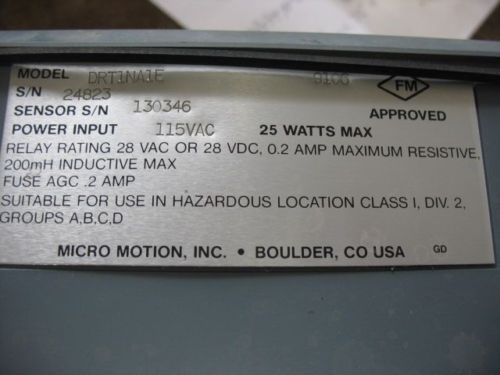 MODEL DRT1NA1E 91C6 FM
S/N 24823
SENSOR S/N 130346 APPROVED
POWER INPUT 115VAC 25 WATTS MAX
RELAY RATING 28 VAC OR 28 VDC, 0.2 AMP MAXIMUM RESISTIVE,
200mH INDUCTIVE MAX
FUSE AGC .2 AMP
SUITABLE FOR USE IN HAZARDOUS LOCATION CLASS I, DIV. 2,
GROUPS A,B,C,D
MICRO MOTION, INC. • BOULDER, CO USA GD